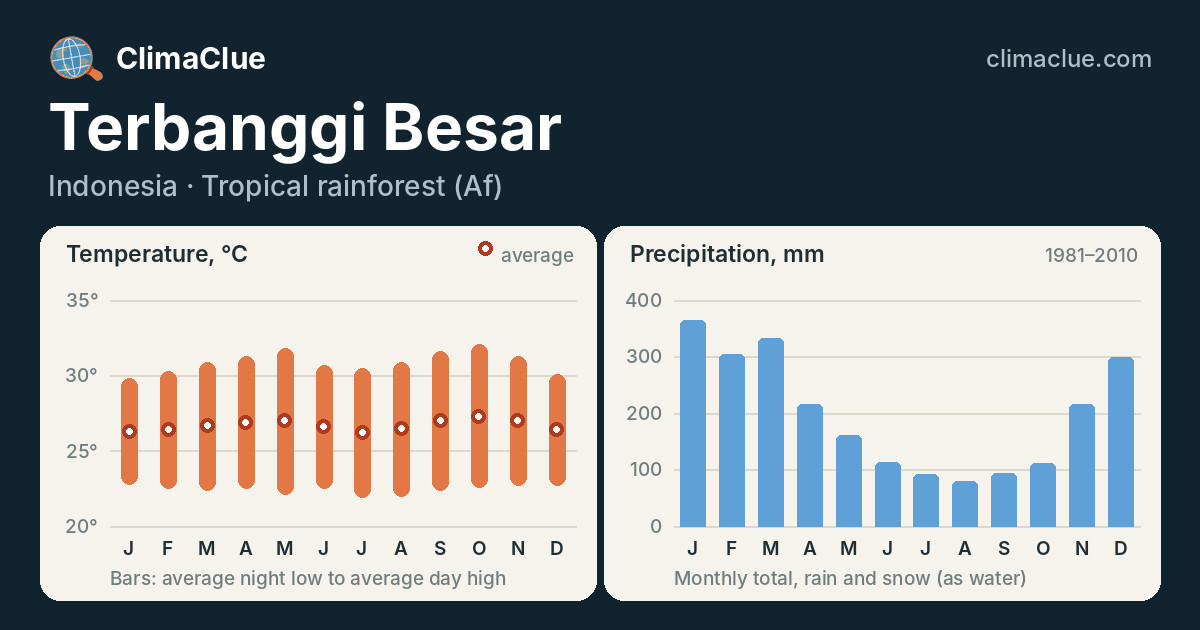 ClimaClue
climaclue.com
Terbanggi Besar
Indonesia · Tropical rainforest (Af)
Temperature, °C
average
35°
30°
25°
20°
J F M A M J J A S O N D
Bars: average night low to average day high
Precipitation, mm
1981–2010
400
300
200
100
0
J F M A M J J A S O N D
Monthly total, rain and snow (as water)